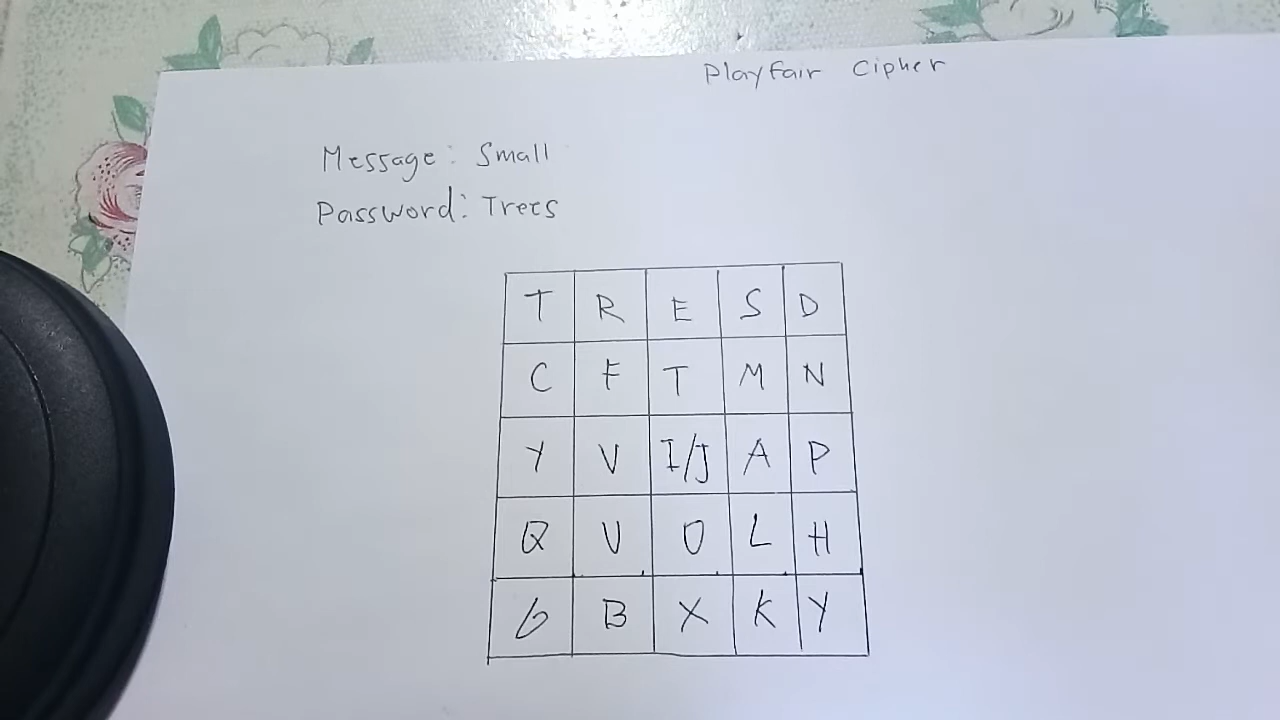 Playfair Cipher
Message: Small
Password: Trees
T R E S D
C F T M N
Y V I/J A P
Q U O L H
G B X K Y